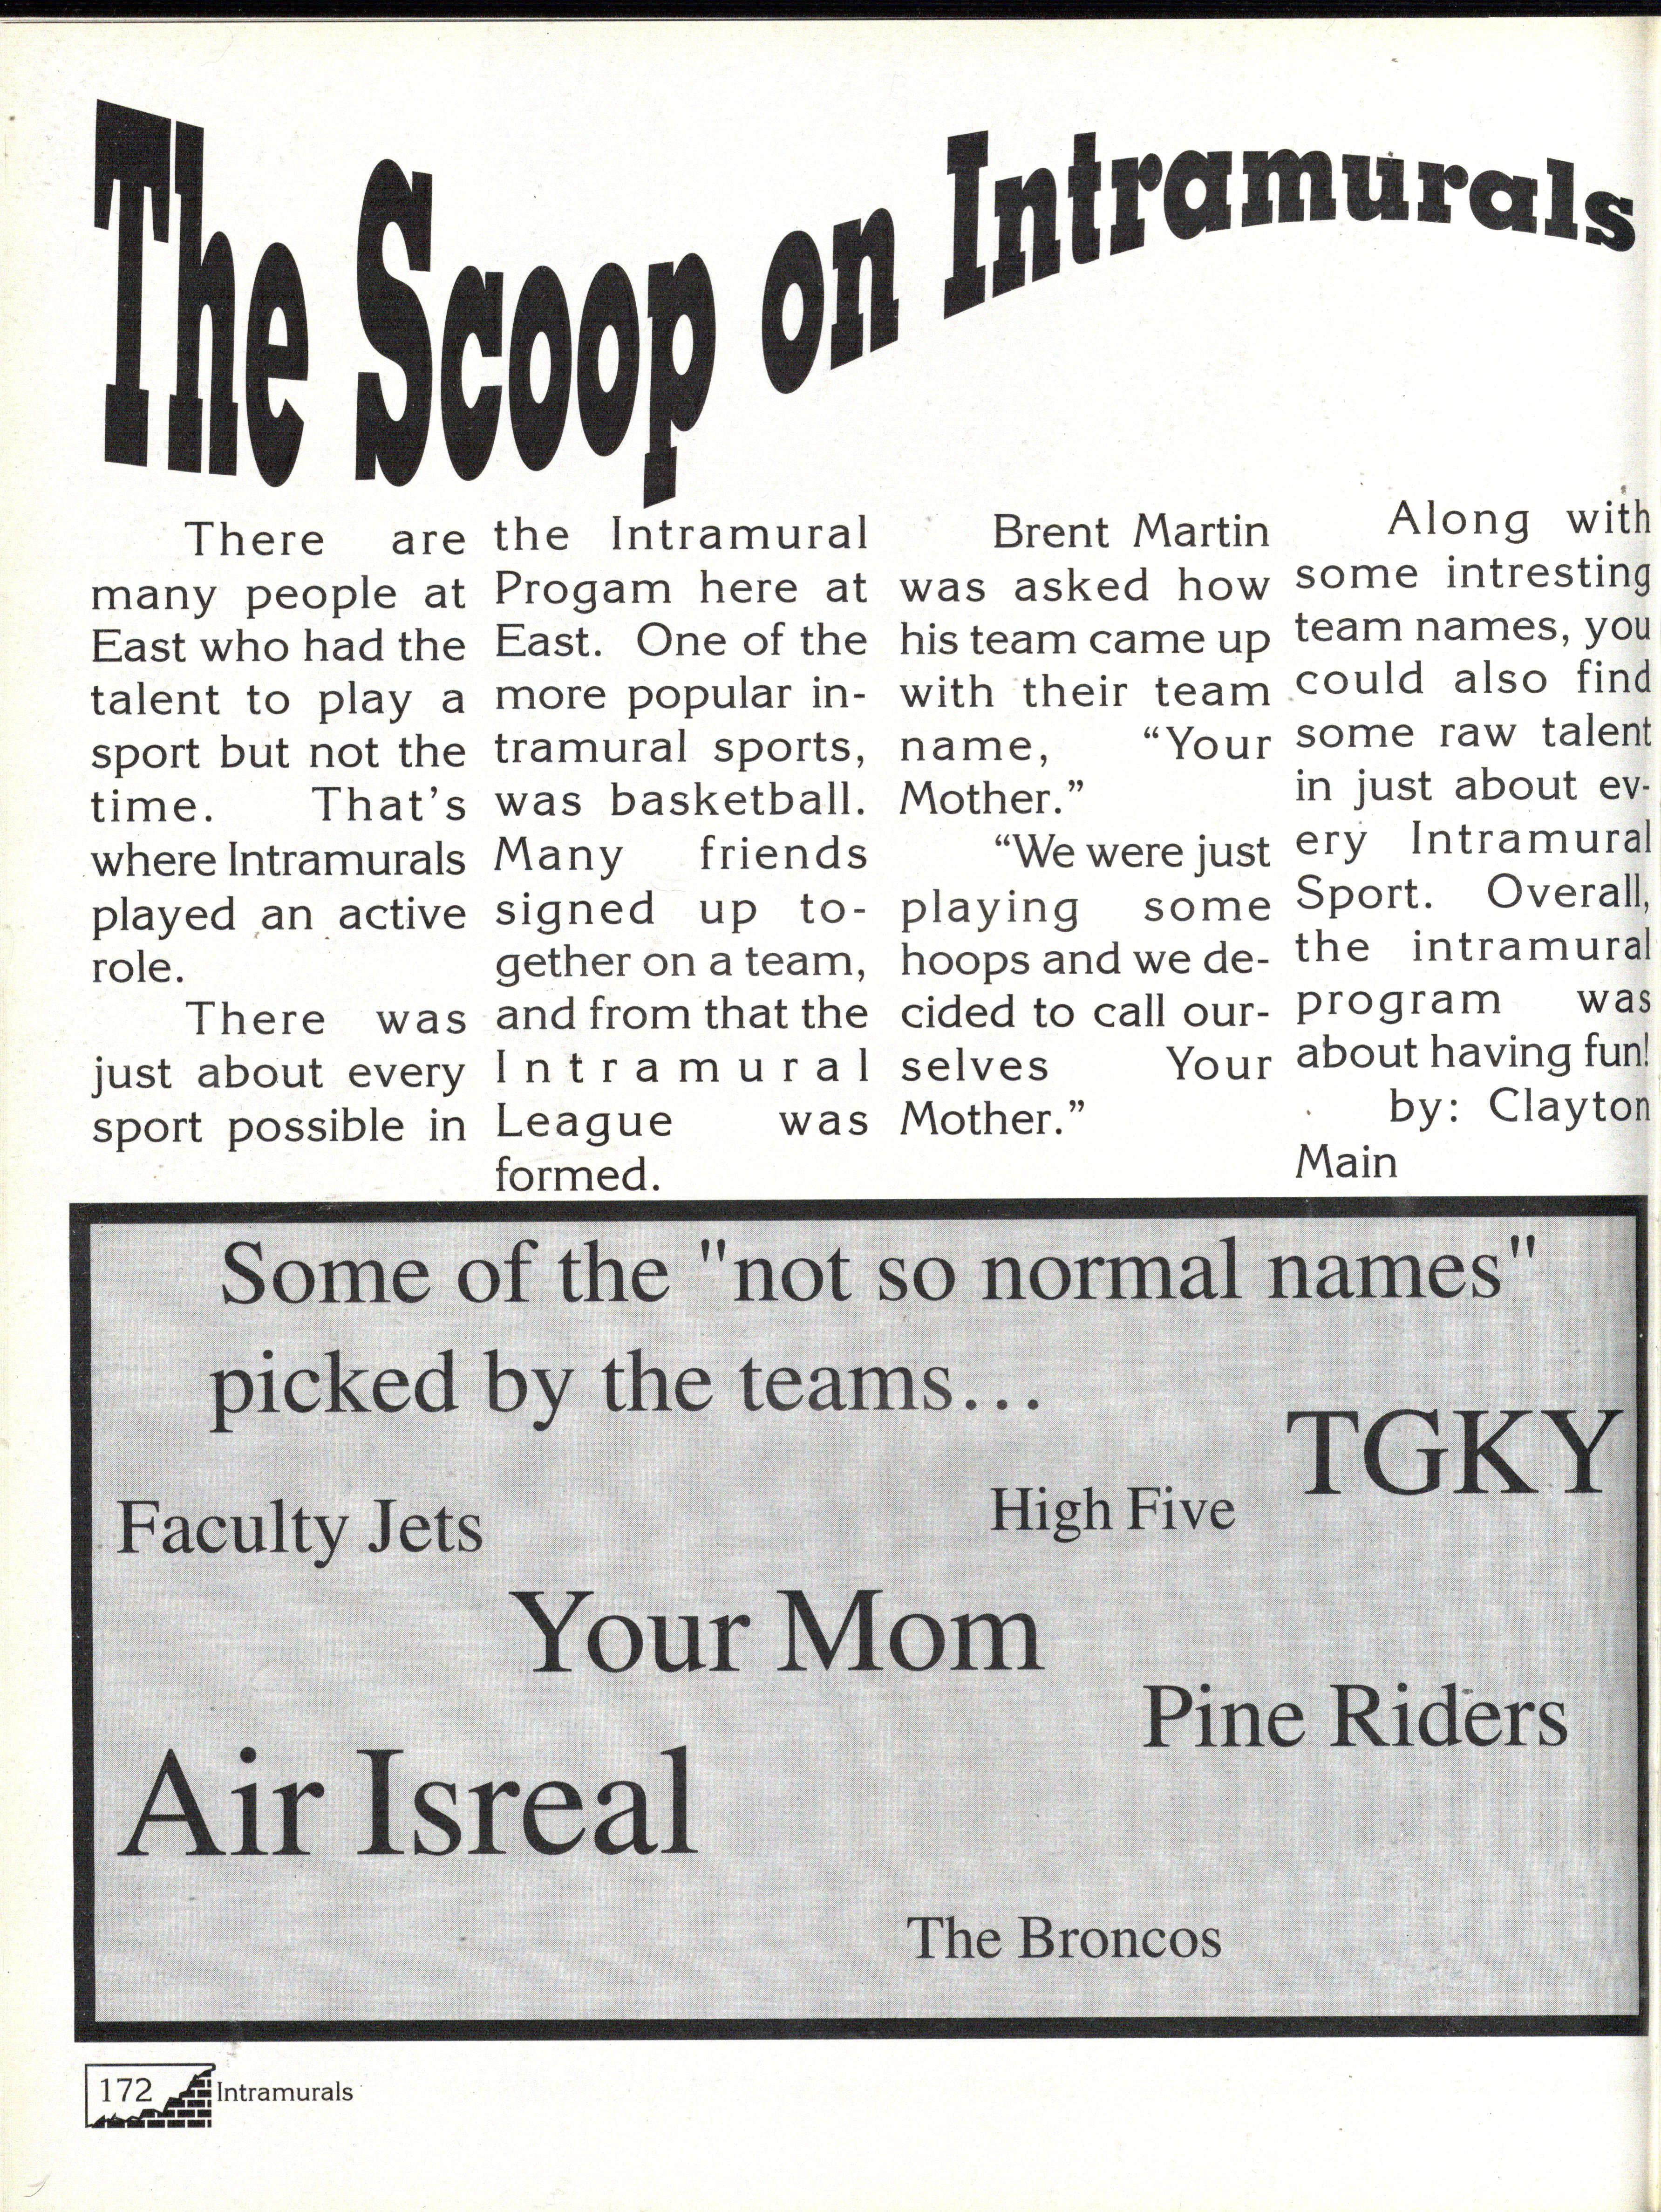 The Scoop on Intramurals
There are
many people at
East who had the
talent to play a
sport but not the
time. That's
where Intramurals
played an active
role.
There was
just about every
sport possible in
the Intramural
Progam here at
East. One of the
more popular in-
tramural sports,
was basketball.
Many friends
signed up to-
gether on a team,
and from that the
Intramural
League was
formed.
Brent Martin
was asked how
his team came up
with their team
name, “Your
Mother.”
“We were just
playing some
hoops and we de-
cided to call our-
selves Your
Mother.”
Along with
some intresting
team names, you
could also find
some raw talent
in just about ev-
ery Intramural
Sport. Overall,
the intramural
program was
about having fun!
by: Clayton
Main
Some of the "not so normal names"
picked by the teams...
TGKY
High Five
Faculty Jets
Your Mom
Pine Riders
Air Isreal
The Broncos
172 Intramurals